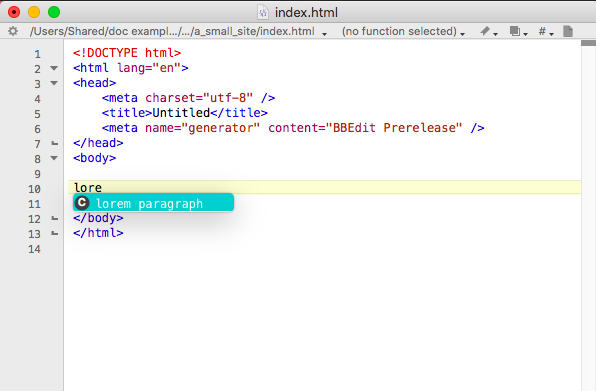 index.html
/Users/Shared/doc exampl.../.../a_small_site/index.html (no function selected) #
1 <!DOCTYPE html>
2 <html lang="en">
3 <head>
4 <meta charset="utf-8" />
5 <title>Untitled</title>
6 <meta name="generator" content="BBEdit Prerelease" />
7 </head>
8 <body>
9
10 lore
11 C lorem paragraph
12 </body>
13 </html>
14